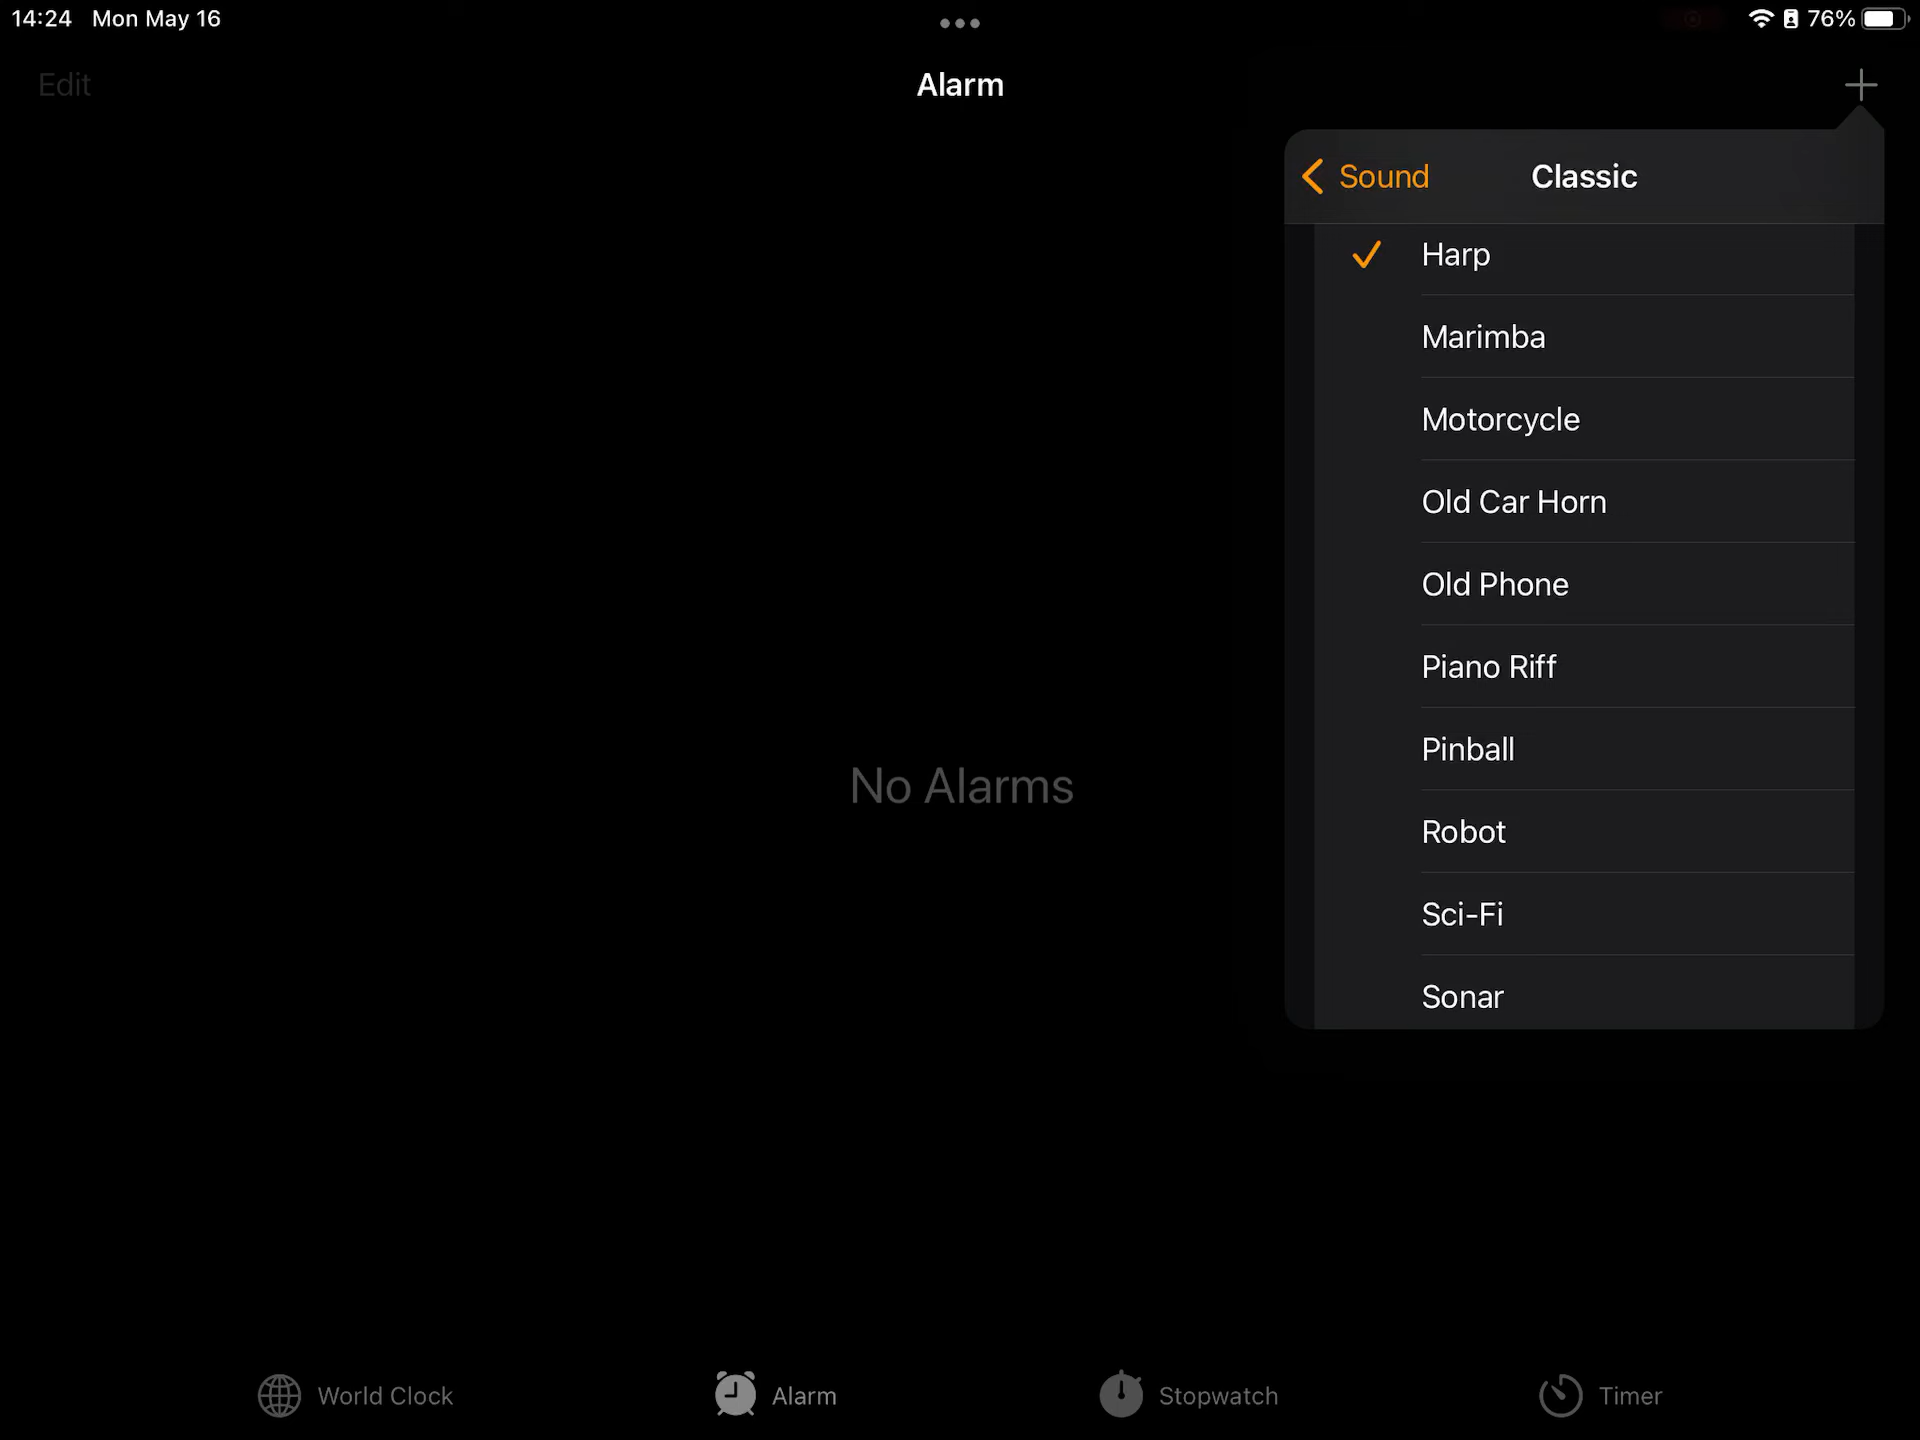 14:24 Mon May 16
76%
Edit
Alarm
Sound
Classic
Harp
Marimba
Motorcycle
Old Car Horn
Old Phone
Piano Riff
Pinball
Robot
Sci-Fi
Sonar
No Alarms
World Clock
Alarm
Stopwatch
Timer